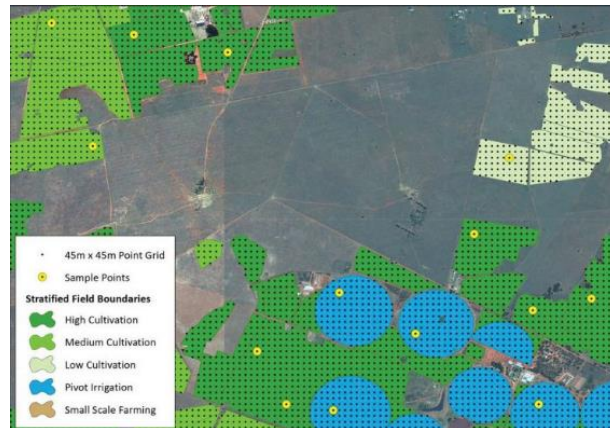 45m x 45m Point Grid
Sample Points
Stratified Field Boundaries
High Cultivation
Medium Cultivation
Low Cultivation
Pivot Irrigation
Small Scale Farming